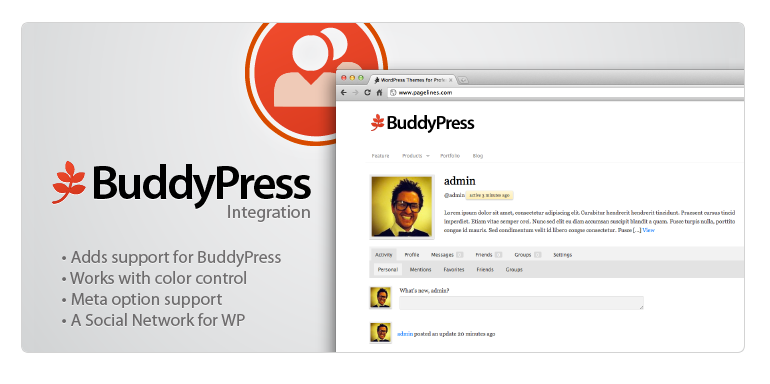 BuddyPress
Integration
• Adds support for BuddyPress
• Works with color control
• Meta option support
• A Social Network for WP
WordPress Themes for Prof
www.pagelines.com
BuddyPress
Feature Products Portfolio Blog
admin
@admin active 3 minutes ago
Lorem ipsum dolor sit amet, consectetur adipiscing elit. Curabitur hendrerit hendrerit tincidunt. Praesent cursus tincid
imperdiet. Etiam vitae semper orci. Nunc sed elit eu diam accumsan suscipit blandit a quam. Fusce turpis nulla, porttito
congue id mauris. Sed condimentum velit id libero congue consectetur. Fusce [...] View
Activity Profile Messages Friends Groups Settings
Personal Mentions Favorites Friends Groups
What's new, admin?
admin posted an update 20 minutes ago